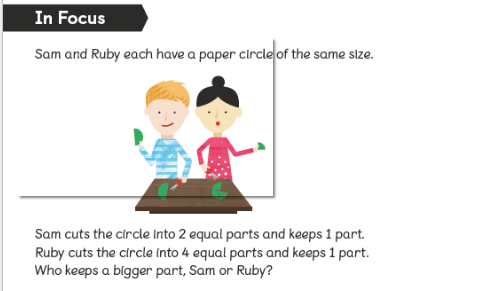 In Focus
Sam and Ruby each have a paper circle of the same size.
Sam cuts the circle into 2 equal parts and keeps 1 part.
Ruby cuts the circle into 4 equal parts and keeps 1 part.
Who keeps a bigger part, Sam or Ruby?